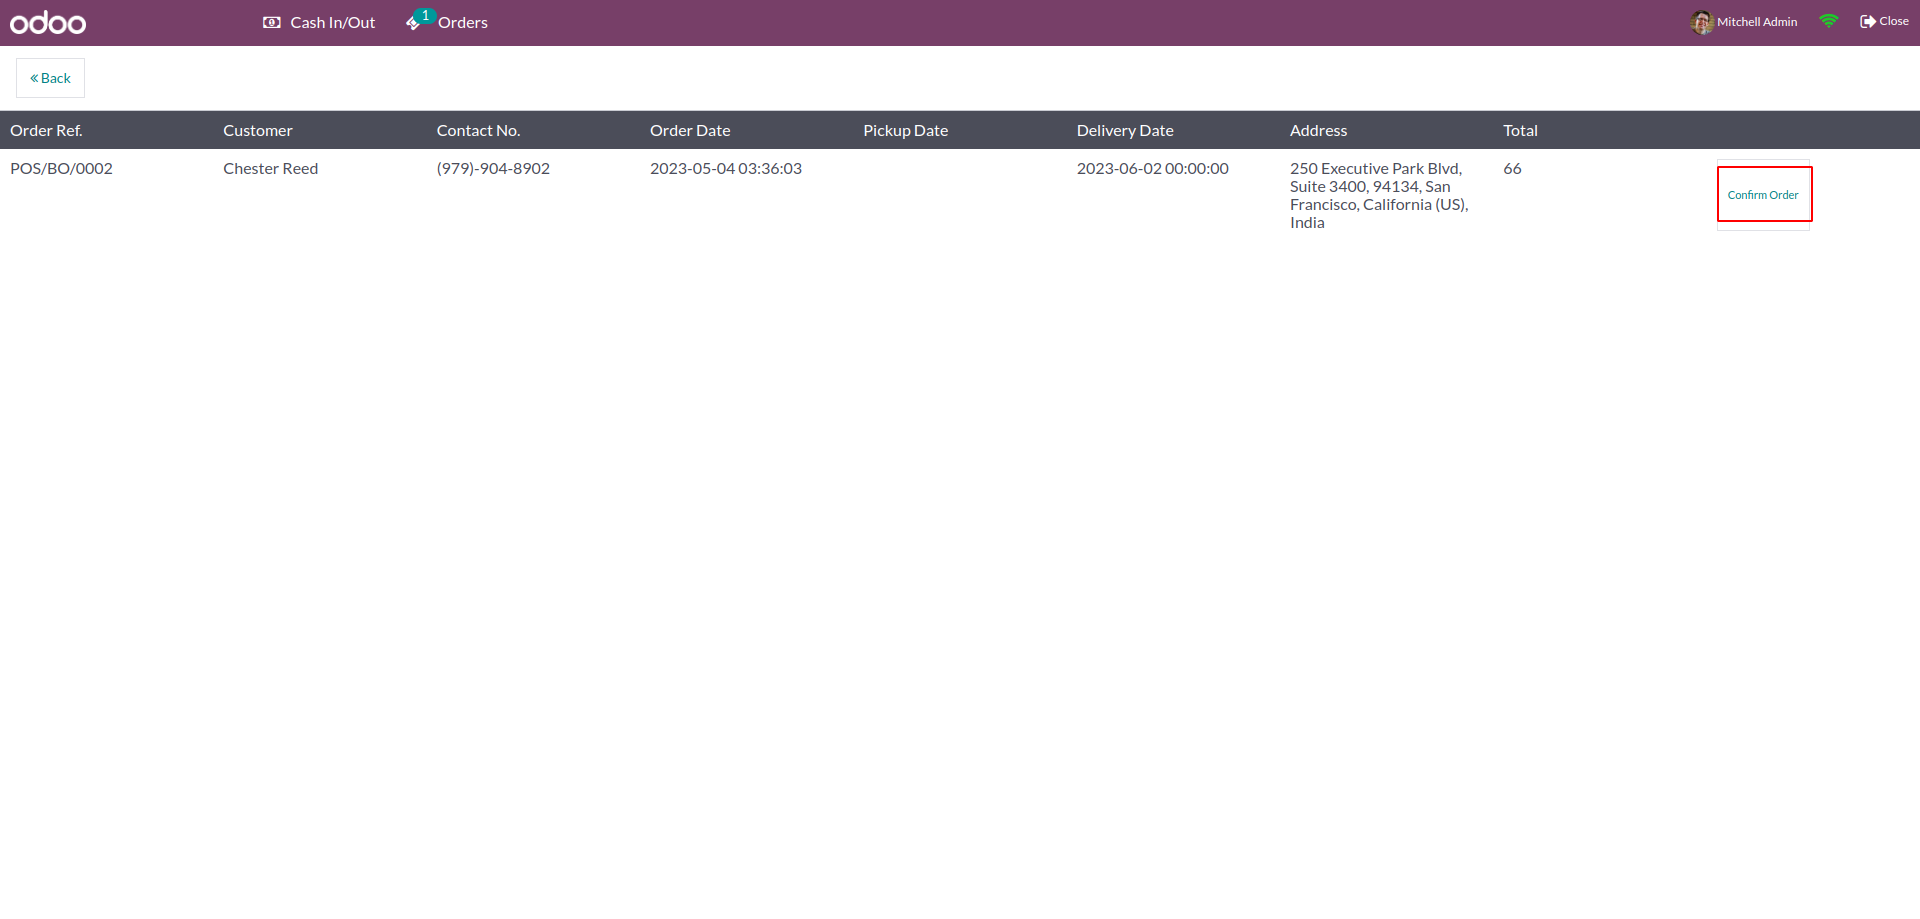 odoo
Cash In/Out
1
Orders
Mitchell Admin
Close
« Back
Order Ref. Customer Contact No. Order Date Pickup Date Delivery Date Address Total
POS/BO/0002 Chester Reed (979)-904-8902 2023-05-04 03:36:03 2023-06-02 00:00:00 250 Executive Park Blvd, 66
Suite 3400, 94134, San
Francisco, California (US),
India
Confirm Order